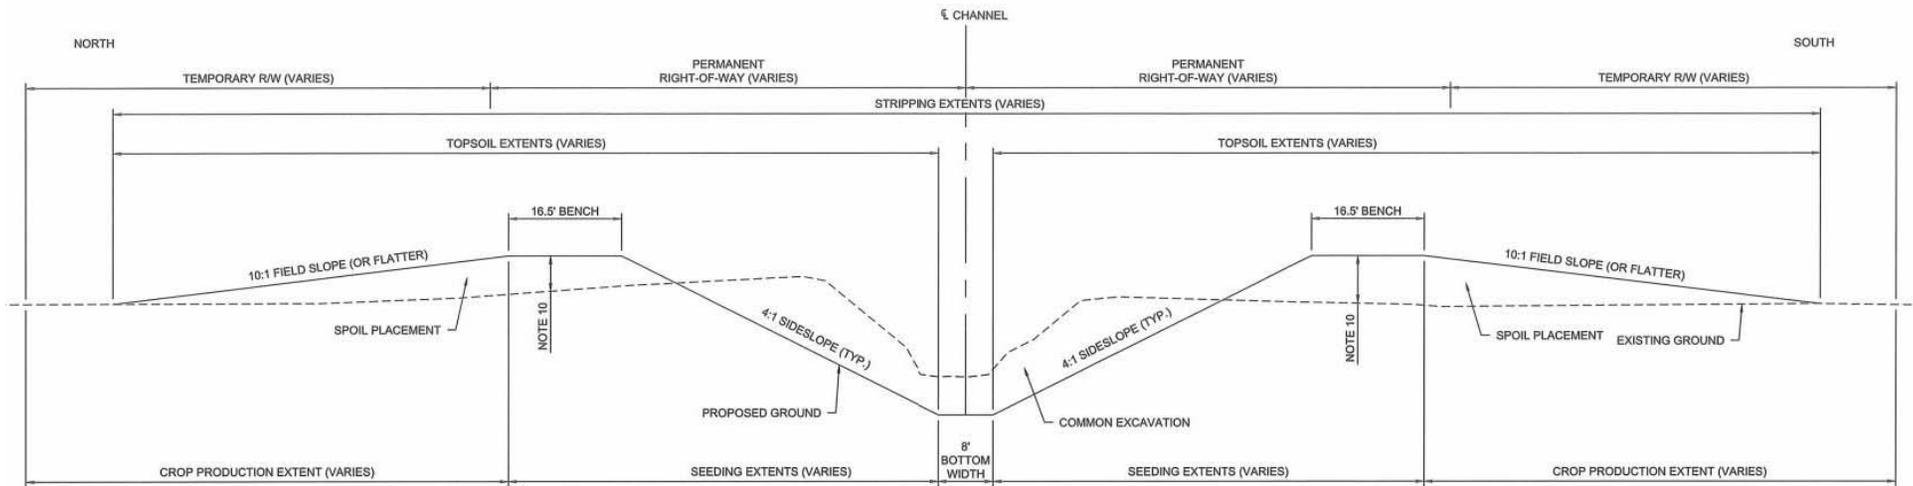 ℄ CHANNEL
NORTH
SOUTH
TEMPORARY R/W (VARIES)
PERMANENT
RIGHT-OF-WAY (VARIES)
PERMANENT
RIGHT-OF-WAY (VARIES)
TEMPORARY R/W (VARIES)
STRIPPING EXTENTS (VARIES)
TOPSOIL EXTENTS (VARIES)
TOPSOIL EXTENTS (VARIES)
16.5' BENCH
16.5' BENCH
10:1 FIELD SLOPE (OR FLATTER)
10:1 FIELD SLOPE (OR FLATTER)
SPOIL PLACEMENT
NOTE 10
4:1 SIDESLOPE (TYP.)
4:1 SIDESLOPE (TYP.)
NOTE 10
SPOIL PLACEMENT
EXISTING GROUND
PROPOSED GROUND
COMMON EXCAVATION
CROP PRODUCTION EXTENT (VARIES)
SEEDING EXTENTS (VARIES)
8'
BOTTOM
WIDTH
SEEDING EXTENTS (VARIES)
CROP PRODUCTION EXTENT (VARIES)